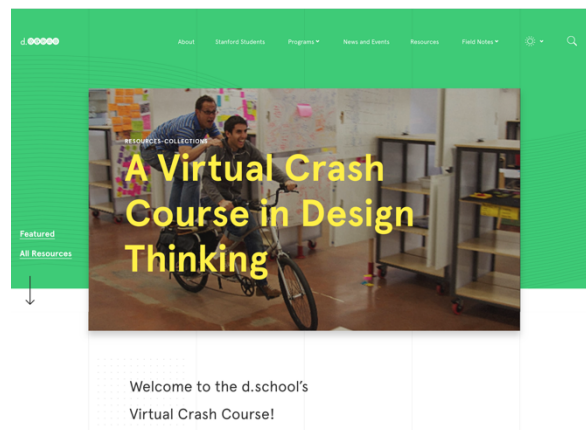 d.school
About Stanford Students Programs News and Events Resources Field Notes
RESOURCES-COLLECTIONS
A Virtual Crash
Course in Design
Thinking
Featured
All Resources
Welcome to the d.school’s
Virtual Crash Course!